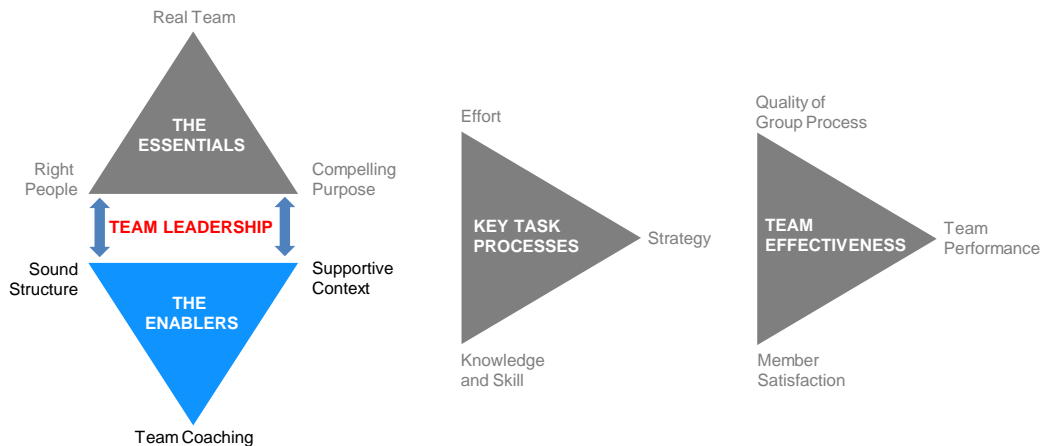 Real Team
THE
ESSENTIALS
Right
People
Compelling
Purpose
TEAM LEADERSHIP
Sound
Structure
Supportive
Context
THE
ENABLERS
Team Coaching
Effort
KEY TASK
PROCESSES
Strategy
Knowledge
and Skill
Quality of
Group Process
TEAM
EFFECTIVENESS
Team
Performance
Member
Satisfaction